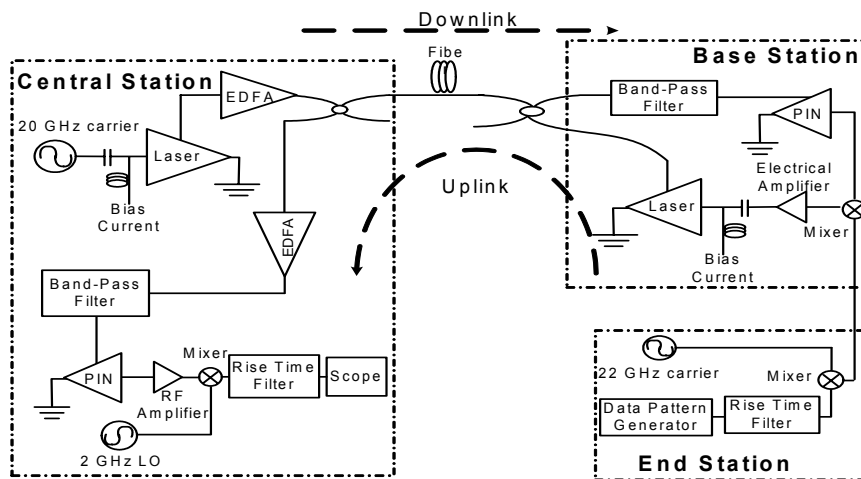 Downlink
Fibe
Central Station
EDFA
20 GHz carrier
Laser
Bias
Current
EDFA
Band-Pass
Filter
PIN
RF
Amplifier
Mixer
Rise Time
Filter
Scope
2 GHz LO
Uplink
Base Station
Band-Pass
Filter
PIN
Electrical
Amplifier
Laser
Mixer
Bias
Current
22 GHz carrier
Mixer
Data Pattern
Generator
Rise Time
Filter
End Station